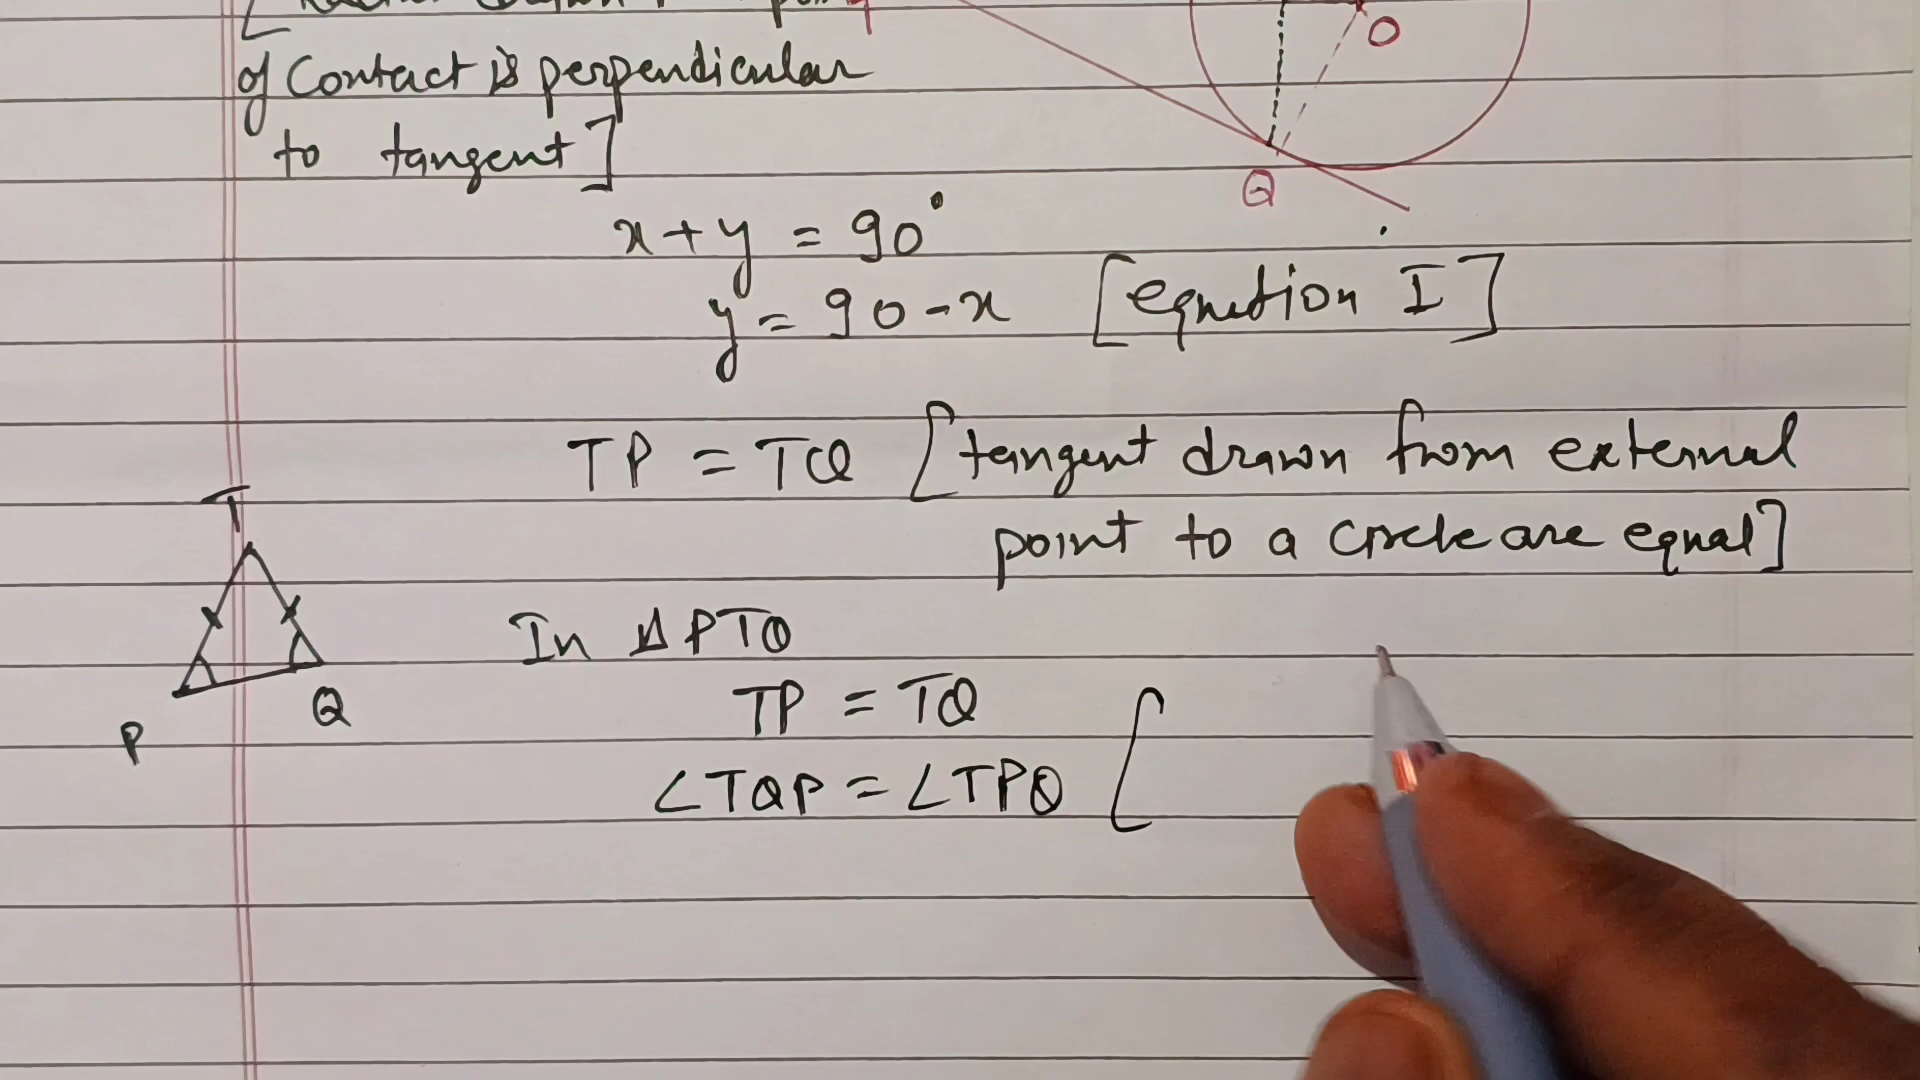 of Contact is perpendicular
to tangent]
O
Q
x + y = 90°
y = 90 - x [equation I]
TP = TQ [tangent drawn from external
point to a circle are equal]
T
P
Q
In Δ PTQ
TP = TQ
∠TQP = ∠TPQ [